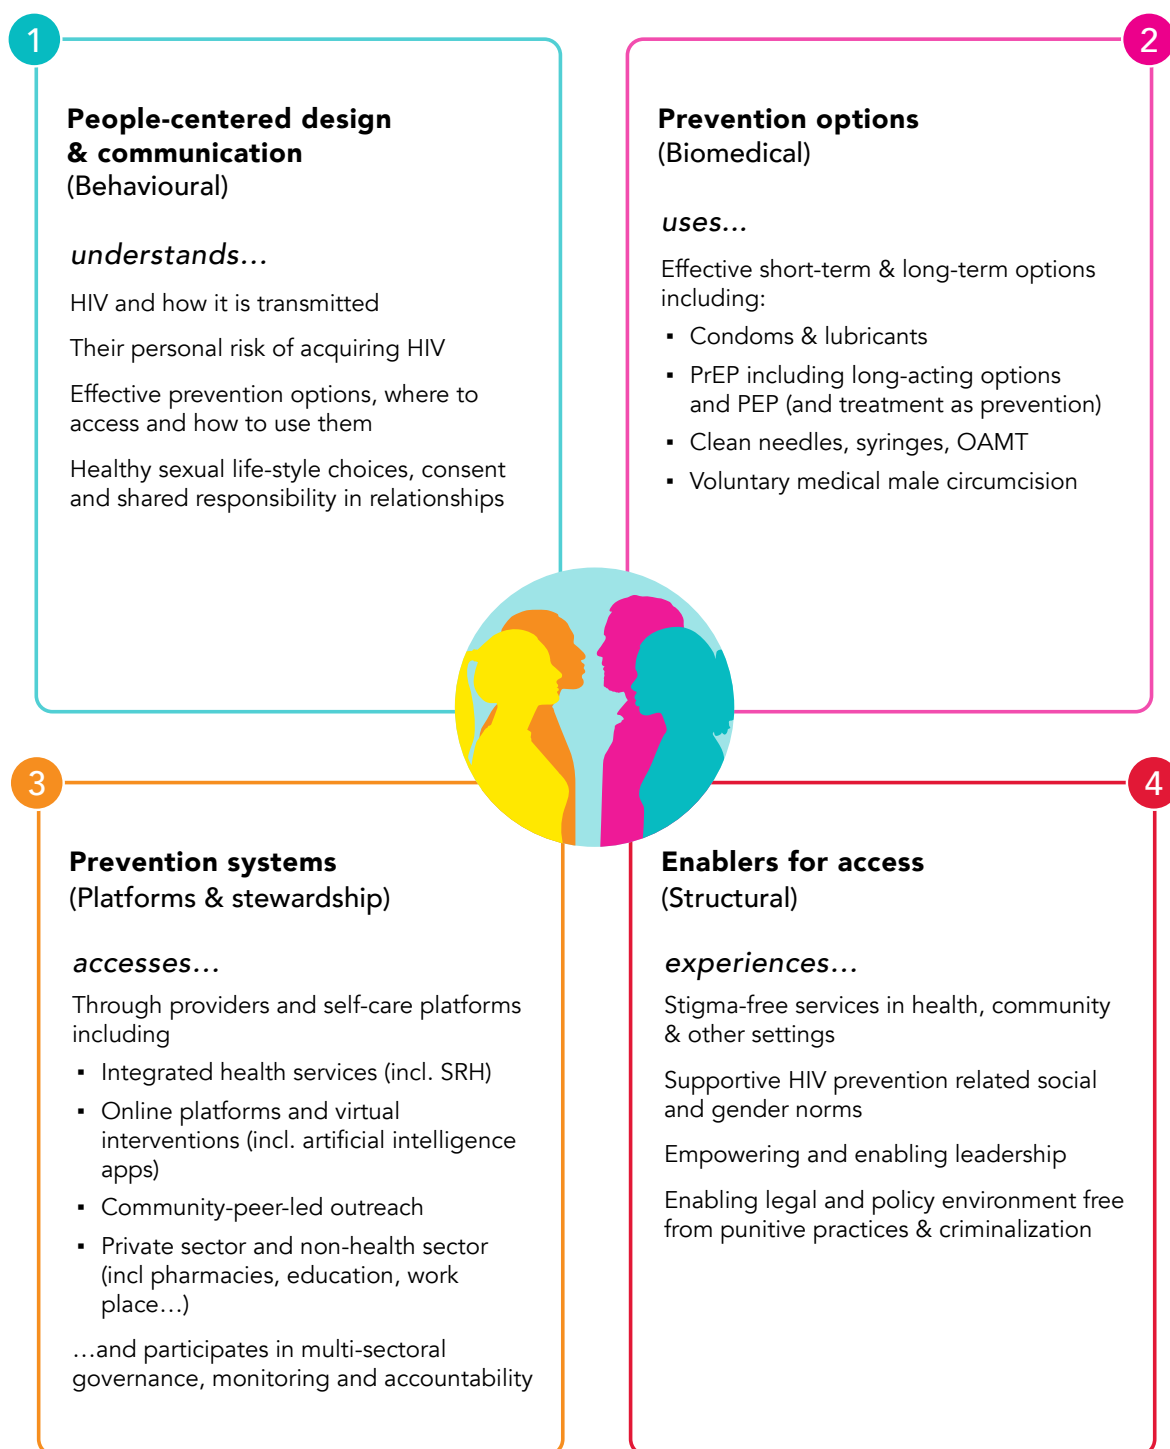 1
People-centered design
& communication
(Behavioural)
understands...
HIV and how it is transmitted
Their personal risk of acquiring HIV
Effective prevention options, where to
access and how to use them
Healthy sexual life-style choices, consent
and shared responsibility in relationships
2
Prevention options
(Biomedical)
uses...
Effective short-term & long-term options
including:
▪ Condoms & lubricants
▪ PrEP including long-acting options
and PEP (and treatment as prevention)
▪ Clean needles, syringes, OAMT
▪ Voluntary medical male circumcision
3
Prevention systems
(Platforms & stewardship)
accesses...
Through providers and self-care platforms
including
▪ Integrated health services (incl. SRH)
▪ Online platforms and virtual
interventions (incl. artificial intelligence
apps)
▪ Community-peer-led outreach
▪ Private sector and non-health sector
(incl pharmacies, education, work
place...)
...and participates in multi-sectoral
governance, monitoring and accountability
4
Enablers for access
(Structural)
experiences...
Stigma-free services in health, community
& other settings
Supportive HIV prevention related social
and gender norms
Empowering and enabling leadership
Enabling legal and policy environment free
from punitive practices & criminalization